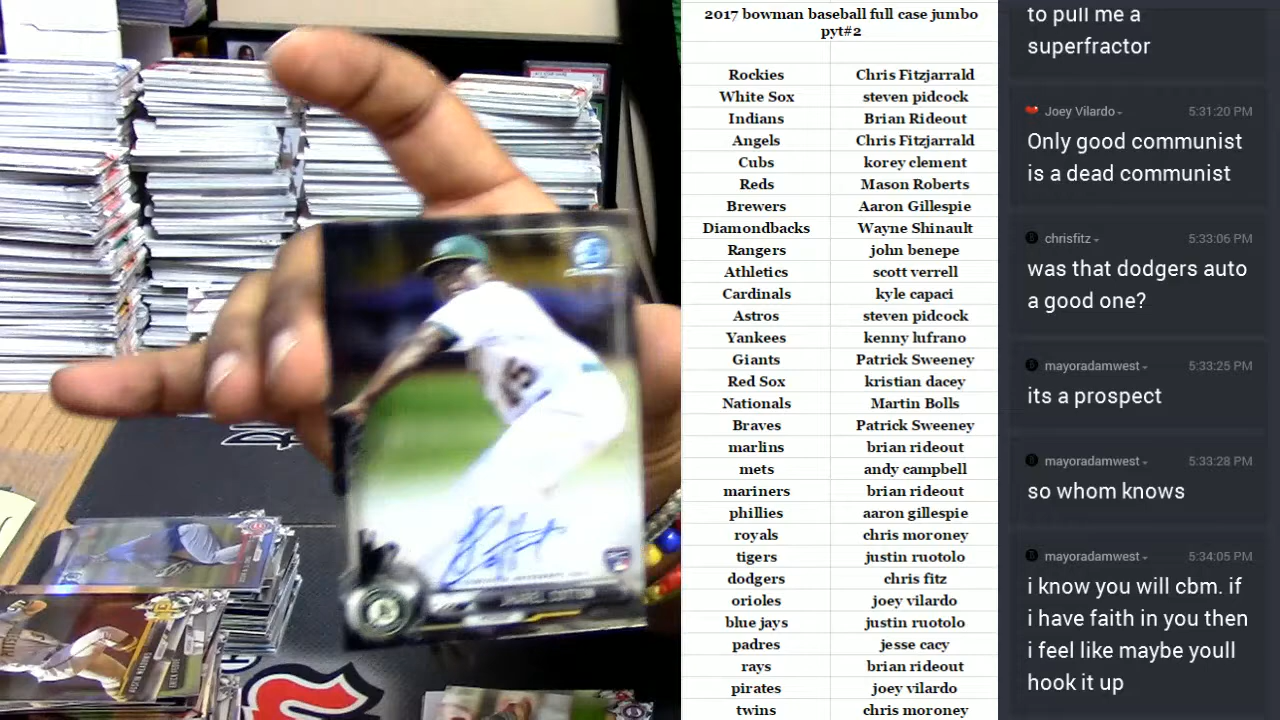 2017 bowman baseball full case jumbo
pyt#2
Rockies Chris Fitzjarrald
White Sox steven pidcock
Indians Brian Rideout
Angels Chris Fitzjarrald
Cubs korey clement
Reds Mason Roberts
Brewers Aaron Gillespie
Diamondbacks Wayne Shinault
Rangers john benepe
Athletics scott verrell
Cardinals kyle capaci
Astros steven pidcock
Yankees kenny lufrano
Giants Patrick Sweeney
Red Sox kristian dacey
Nationals Martin Bolls
Braves Patrick Sweeney
marlins brian rideout
mets andy campbell
mariners brian rideout
phillies aaron gillespie
royals chris moroney
tigers justin ruotolo
dodgers chris fitz
orioles joey vilardo
blue jays justin ruotolo
padres jesse cacy
rays brian rideout
pirates joey vilardo
twins chris moroney
to pull me a
superfractor
Joey Vilardo 5:31:20 PM
Only good communist
is a dead communist
chrisfitz 5:33:06 PM
was that dodgers auto
a good one?
mayoradamwest 5:33:25 PM
its a prospect
mayoradamwest 5:33:28 PM
so whom knows
mayoradamwest 5:34:05 PM
i know you will cbm. if
i have faith in you then
i feel like maybe youll
hook it up